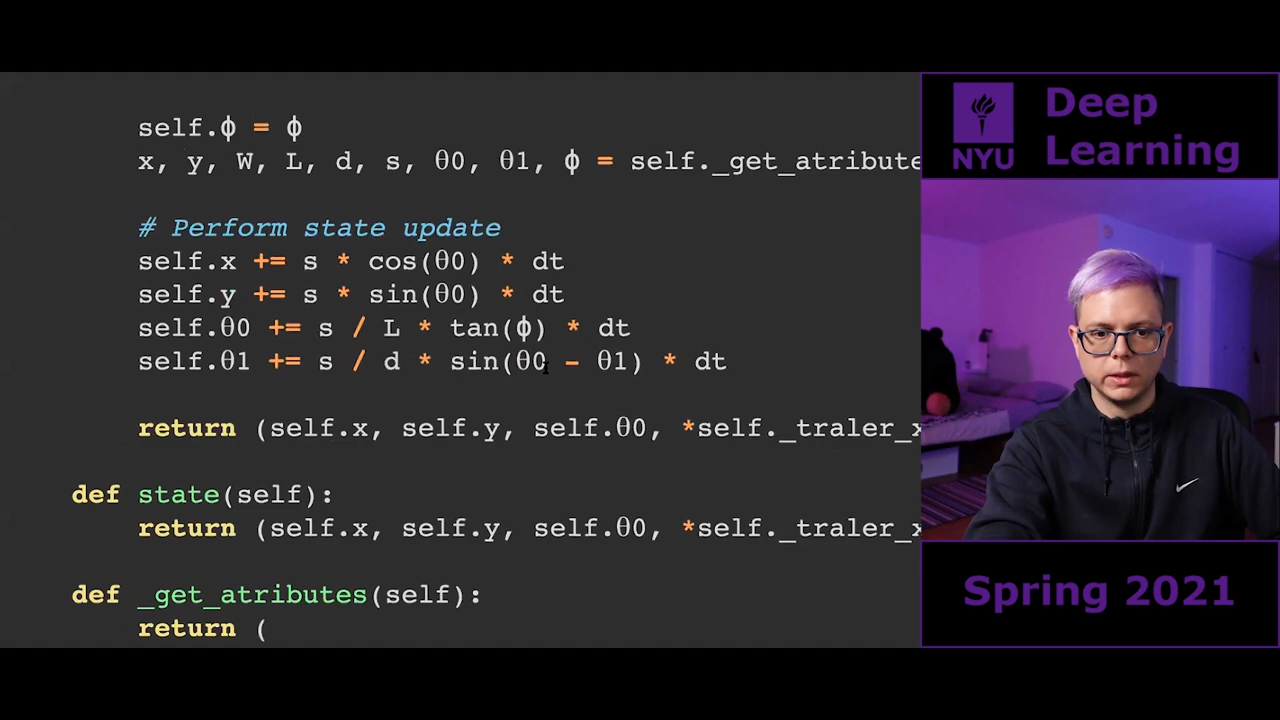 self.ϕ = ϕ
x, y, W, L, d, s, θ0, θ1, ϕ = self._get_atribute
# Perform state update
self.x += s * cos(θ0) * dt
self.y += s * sin(θ0) * dt
self.θ0 += s / L * tan(ϕ) * dt
self.θ1 += s / d * sin(θ0 - θ1) * dt
return (self.x, self.y, self.θ0, *self._traler_x
def state(self):
return (self.x, self.y, self.θ0, *self._traler_x
def _get_atributes(self):
return (
NYU
Deep
Learning
Spring 2021